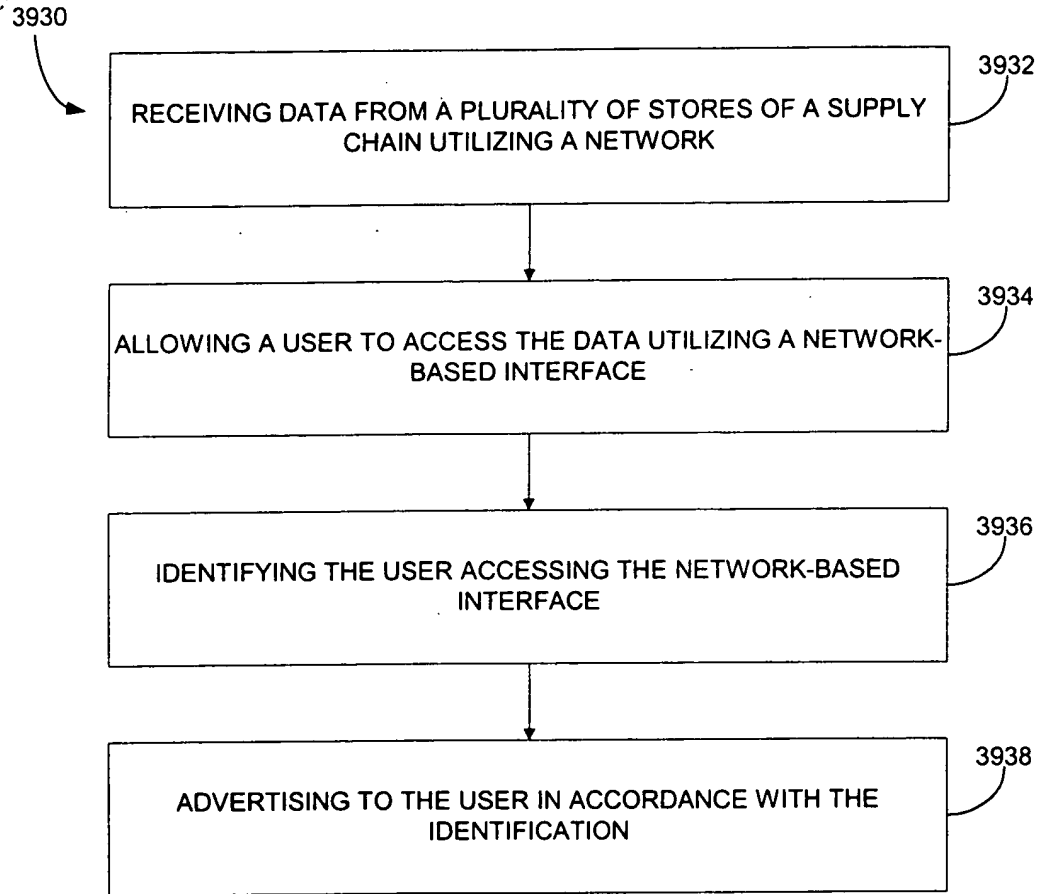 3930
3932
RECEIVING DATA FROM A PLURALITY OF STORES OF A SUPPLY
CHAIN UTILIZING A NETWORK
3934
ALLOWING A USER TO ACCESS THE DATA UTILIZING A NETWORK-
BASED INTERFACE
3936
IDENTIFYING THE USER ACCESSING THE NETWORK-BASED
INTERFACE
3938
ADVERTISING TO THE USER IN ACCORDANCE WITH THE
IDENTIFICATION